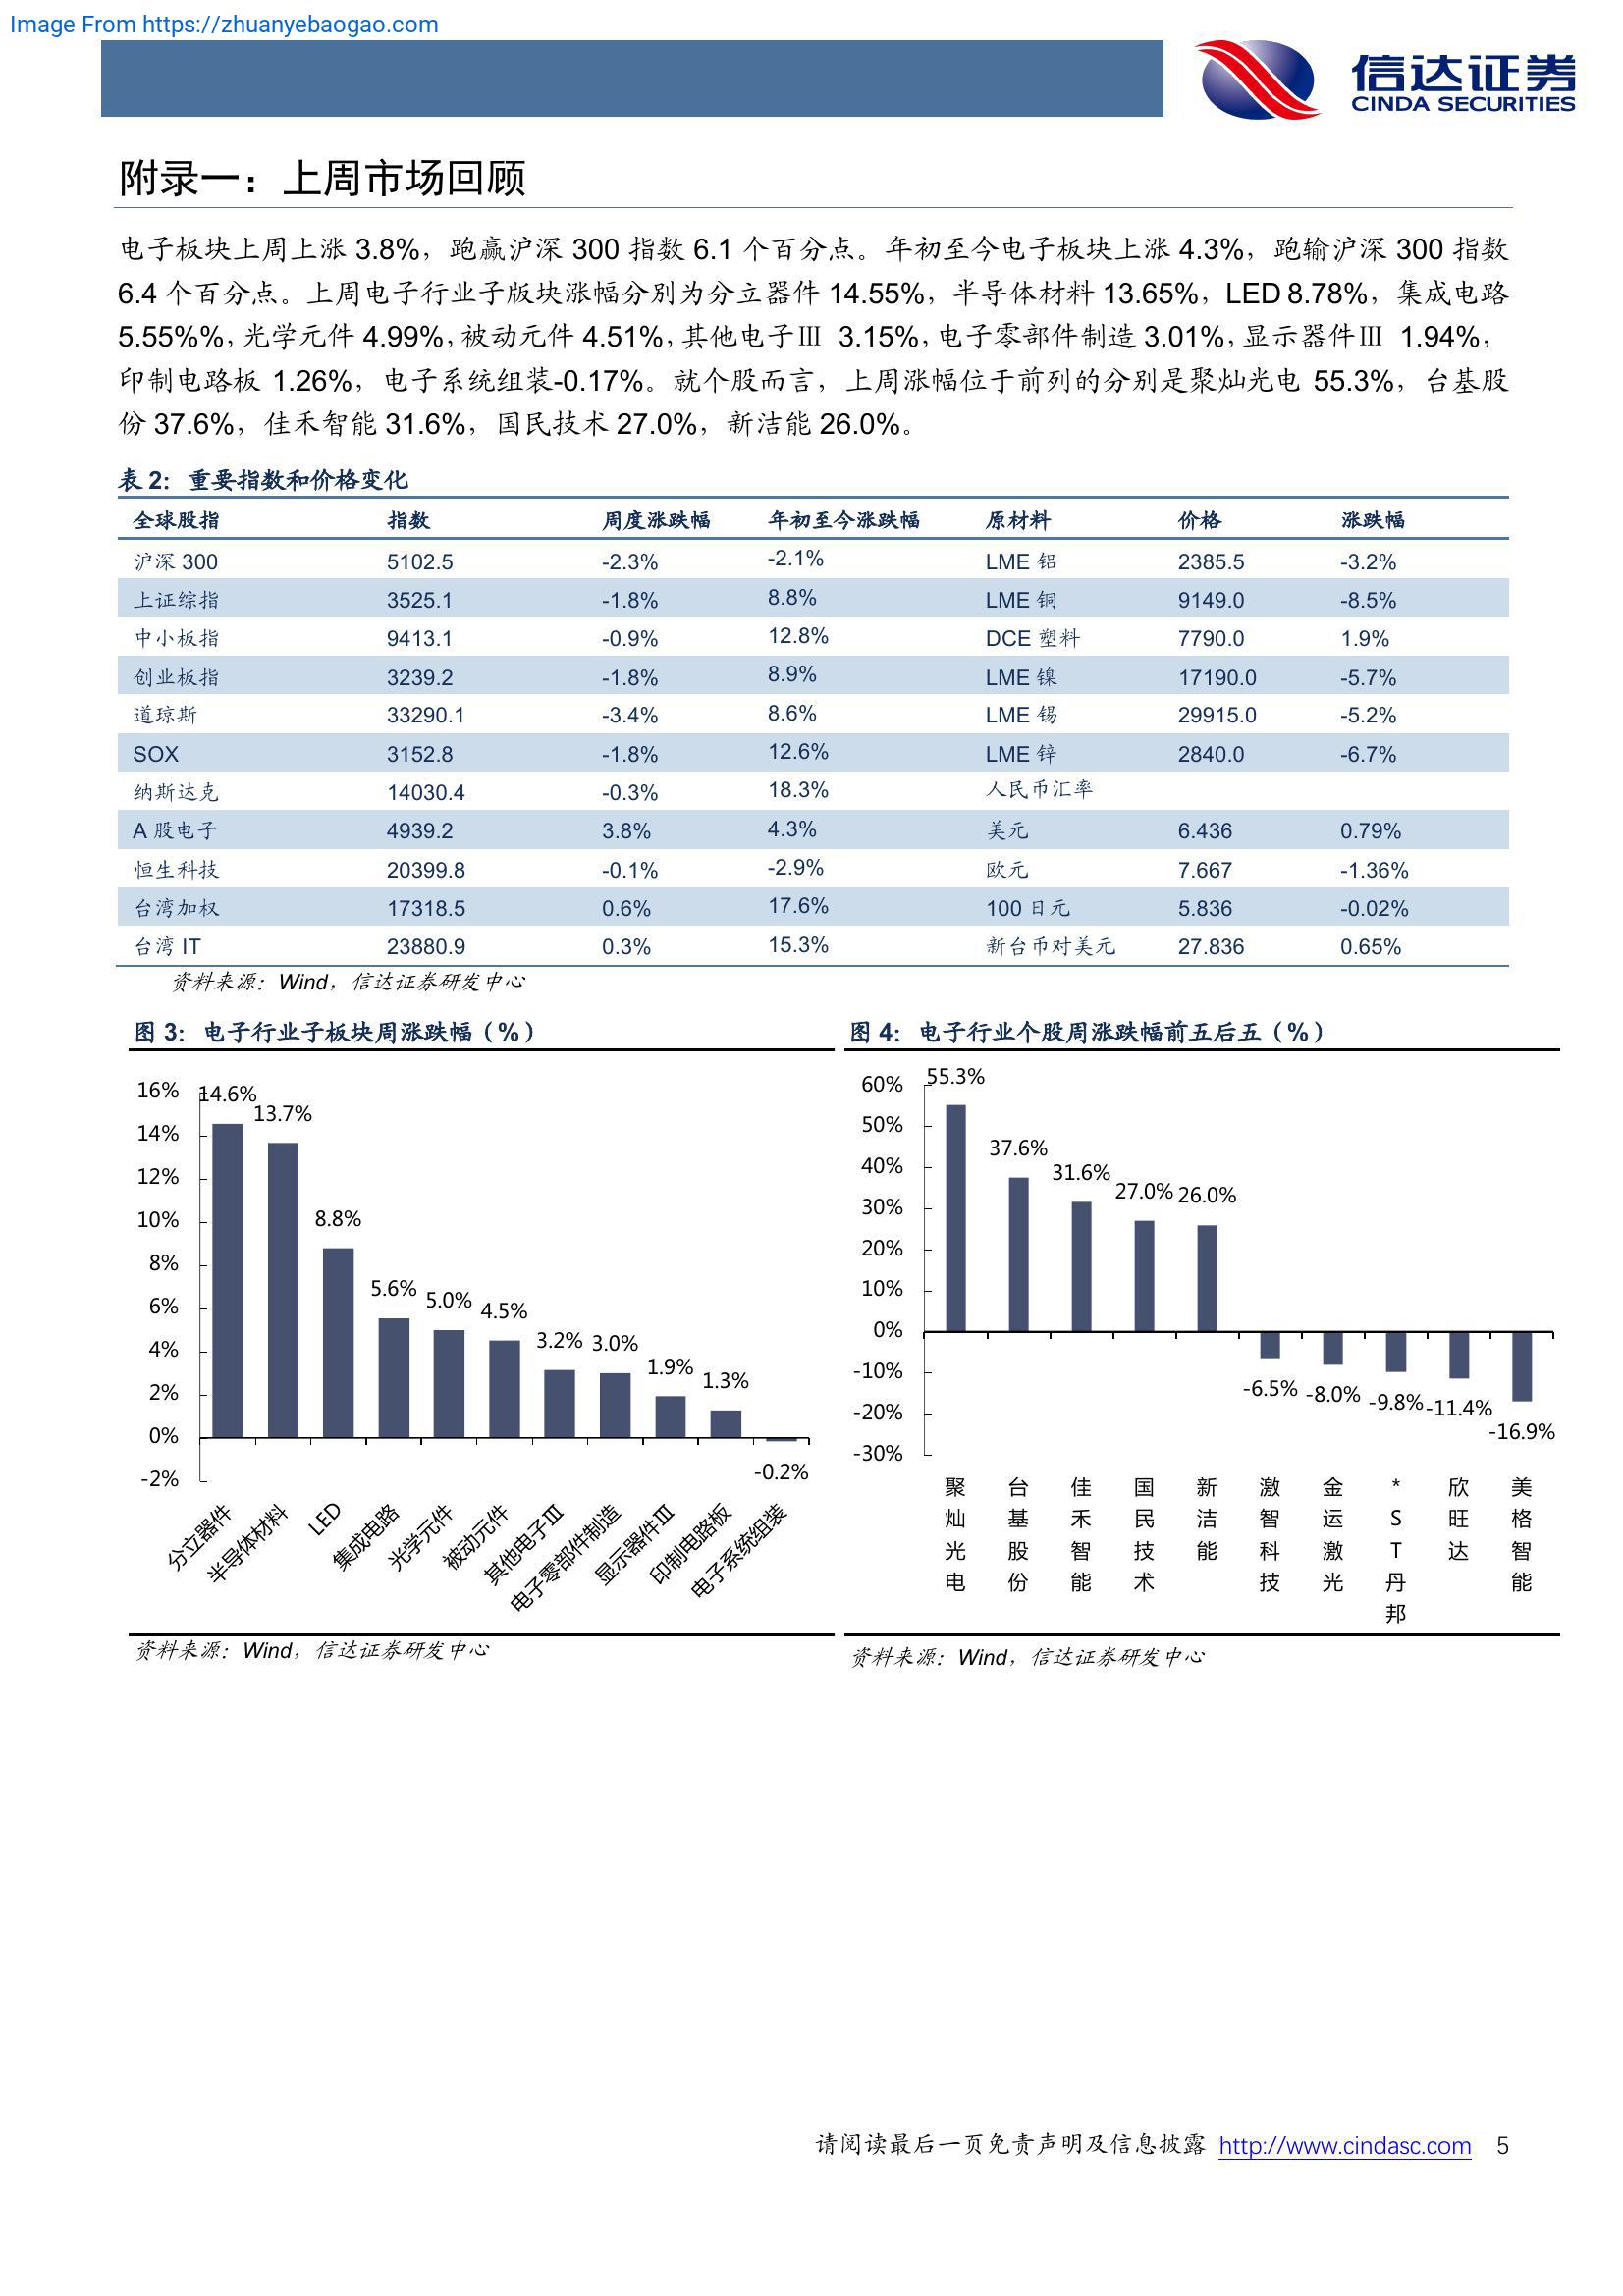 Image From https://zhuanyebaogao.com
信达证券
CINDA SECURITIES
附录一：上周市场回顾
电子板块上周上涨 3.8%，跑赢沪深 300 指数 6.1 个百分点。年初至今电子板块上涨 4.3%，跑输沪深 300 指数
6.4 个百分点。上周电子行业子版块涨幅分别为分立器件 14.55%，半导体材料 13.65%，LED 8.78%，集成电路
5.55%%，光学元件 4.99%，被动元件 4.51%，其他电子Ⅲ 3.15%，电子零部件制造 3.01%，显示器件Ⅲ 1.94%，
印制电路板 1.26%，电子系统组装-0.17%。就个股而言，上周涨幅位于前列的分别是聚灿光电 55.3%，台基股
份 37.6%，佳禾智能 31.6%，国民技术 27.0%，新洁能 26.0%。
表 2：重要指数和价格变化
全球股指 指数 周度涨跌幅 年初至今涨跌幅 原材料 价格 涨跌幅
沪深 300 5102.5 -2.3% -2.1% LME 铝 2385.5 -3.2%
上证综指 3525.1 -1.8% 8.8% LME 铜 9149.0 -8.5%
中小板指 9413.1 -0.9% 12.8% DCE 塑料 7790.0 1.9%
创业板指 3239.2 -1.8% 8.9% LME 镍 17190.0 -5.7%
道琼斯 33290.1 -3.4% 8.6% LME 锡 29915.0 -5.2%
SOX 3152.8 -1.8% 12.6% LME 锌 2840.0 -6.7%
纳斯达克 14030.4 -0.3% 18.3% 人民币汇率
A 股电子 4939.2 3.8% 4.3% 美元 6.436 0.79%
恒生科技 20399.8 -0.1% -2.9% 欧元 7.667 -1.36%
台湾加权 17318.5 0.6% 17.6% 100 日元 5.836 -0.02%
台湾 IT 23880.9 0.3% 15.3% 新台币对美元 27.836 0.65%
资料来源：Wind，信达证券研发中心
图 3：电子行业子板块周涨跌幅（%）
16%
14%
12%
10%
8%
6%
4%
2%
0%
-2%
14.6%
13.7%
8.8%
5.6%
5.0%
4.5%
3.2%
3.0%
1.9%
1.3%
-0.2%
分立器件
半导体材料
LED
集成电路
光学元件
被动元件
其他电子Ⅲ
电子零部件制造
显示器件Ⅲ
印制电路板
电子系统组装
资料来源：Wind，信达证券研发中心
图 4：电子行业个股周涨跌幅前五后五（%）
60%
50%
40%
30%
20%
10%
0%
-10%
-20%
-30%
55.3%
37.6%
31.6%
27.0%
26.0%
-6.5%
-8.0%
-9.8%
-11.4%
-16.9%
聚灿光电
台基股份
佳禾智能
国民技术
新洁能
激智科技
金运激光
*ST丹邦
欣旺达
美格智能
资料来源：Wind，信达证券研发中心
请阅读最后一页免责声明及信息披露 http://www.cindasc.com 5